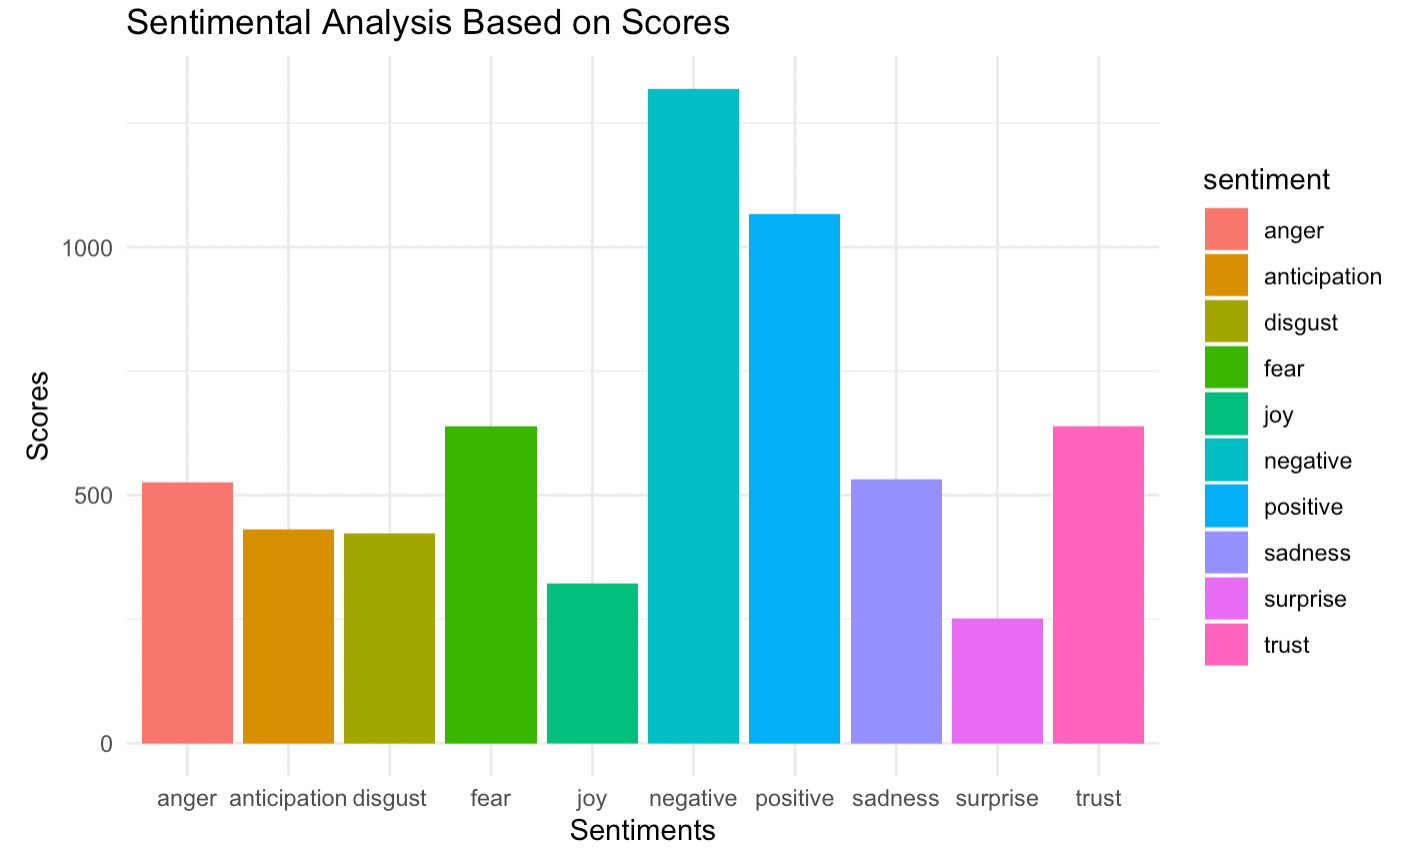 Sentimental Analysis Based on Scores
Scores
1000
500
0
anger anticipation disgust fear joy negative positive sadness surprise trust
Sentiments
sentiment
anger
anticipation
disgust
fear
joy
negative
positive
sadness
surprise
trust